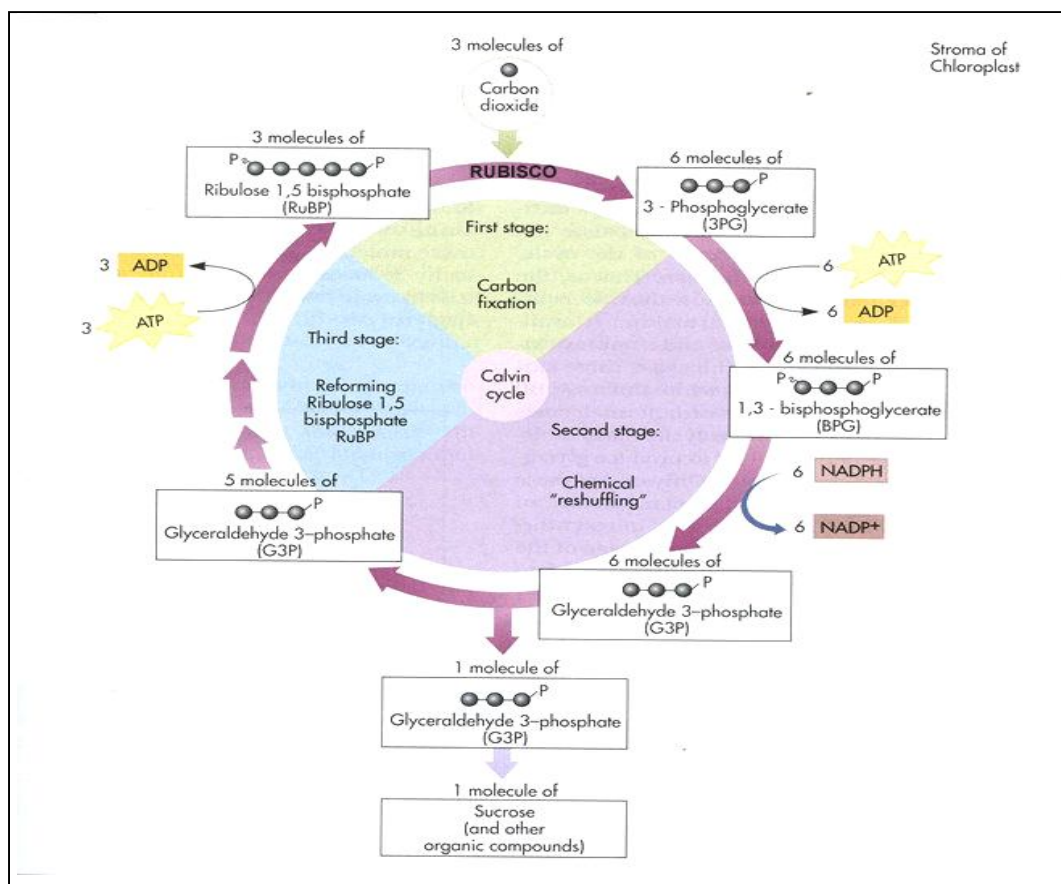 3 molecules of
Carbon
dioxide
Stroma of
Chloroplast
3 molecules of
P P
Ribulose 1,5 bisphosphate
(RuBP)
RUBISCO
6 molecules of
P
3 - Phosphoglycerate
(3PG)
First stage:
Carbon
fixation
3 ADP
3 ATP
6 ATP
6 ADP
Third stage:
Reforming
Ribulose 1,5
bisphosphate
RuBP
Calvin
cycle
6 molecules of
P P
1,3 - bisphosphoglycerate
(BPG)
Second stage:
Chemical
"reshuffling"
6 NADPH
6 NADP+
5 molecules of
P
Glyceraldehyde 3–phosphate
(G3P)
6 molecules of
P
Glyceraldehyde 3–phosphate
(G3P)
1 molecule of
P
Glyceraldehyde 3–phosphate
(G3P)
1 molecule of
Sucrose
(and other
organic compounds)